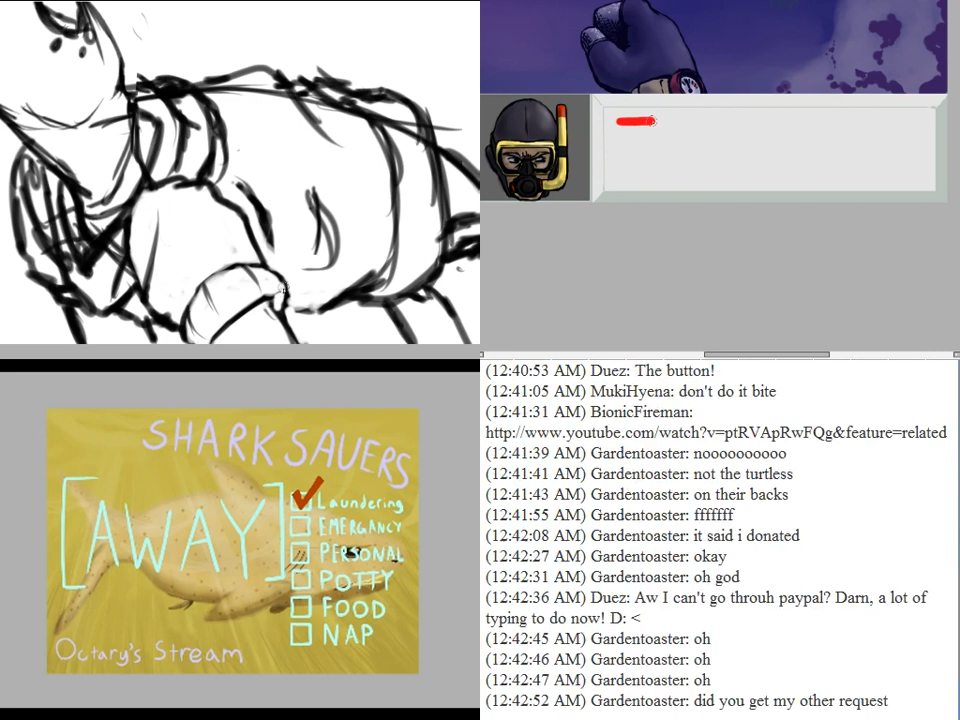 SHARK SAUERS
[AWAY]
Laundering
EMERGANCY
PERSONAL
POTTY
FOOD
NAP
Octary's Stream
(12:40:53 AM) Duez: The button!
(12:41:05 AM) MukiHyena: don't do it bite
(12:41:31 AM) BionicFireman:
http://www.youtube.com/watch?v=ptRVApRwFQg&feature=related
(12:41:39 AM) Gardentoaster: noooooooooo
(12:41:41 AM) Gardentoaster: not the turtless
(12:41:43 AM) Gardentoaster: on their backs
(12:41:55 AM) Gardentoaster: fffffff
(12:42:08 AM) Gardentoaster: it said i donated
(12:42:27 AM) Gardentoaster: okay
(12:42:31 AM) Gardentoaster: oh god
(12:42:36 AM) Duez: Aw I can't go throuh paypal? Darn, a lot of
typing to do now! D: <
(12:42:45 AM) Gardentoaster: oh
(12:42:46 AM) Gardentoaster: oh
(12:42:47 AM) Gardentoaster: oh
(12:42:52 AM) Gardentoaster: did you get my other request